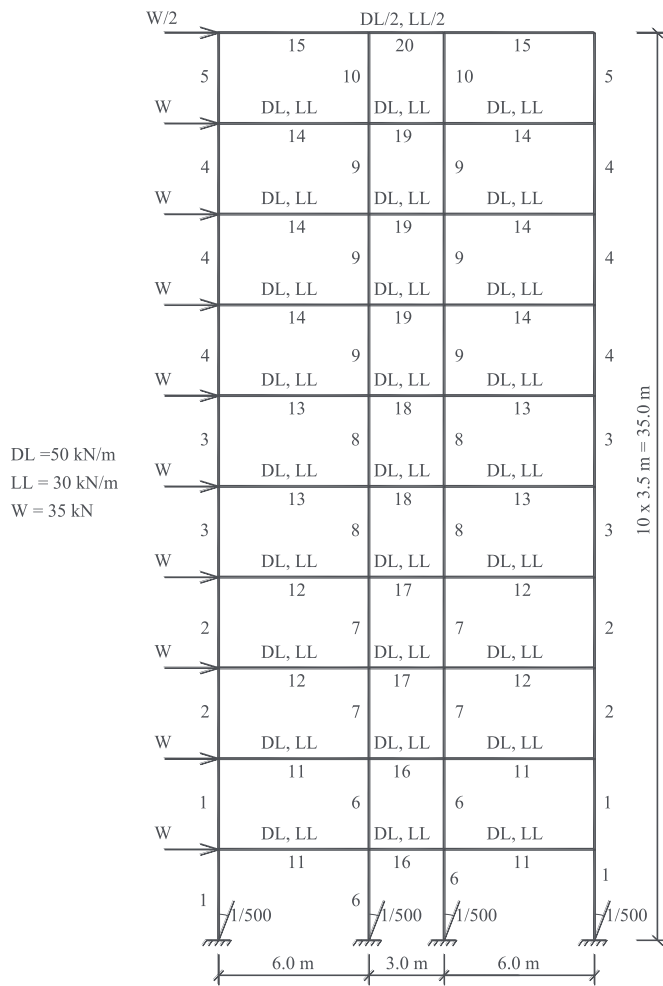 W/2 DL/2, LL/2
15 20 15
5 10 10 5
W DL, LL DL, LL DL, LL
14 19 14
4 9 9 4
W DL, LL DL, LL DL, LL
14 19 14
4 9 9 4
W DL, LL DL, LL DL, LL
14 19 14
4 9 9 4
W DL, LL DL, LL DL, LL
13 18 13
3 8 8 3
W DL, LL DL, LL DL, LL
13 18 13
3 8 8 3
W DL, LL DL, LL DL, LL
12 17 12
2 7 7 2
W DL, LL DL, LL DL, LL
12 17 12
2 7 7 2
W DL, LL DL, LL DL, LL
11 16 11
1 6 6 1
W DL, LL DL, LL DL, LL
11 16 11
1 6 6 1
1/500 1/500 1/500 1/500
6.0 m 3.0 m 6.0 m
DL =50 kN/m
LL = 30 kN/m
W = 35 kN
10 x 3.5 m = 35.0 m